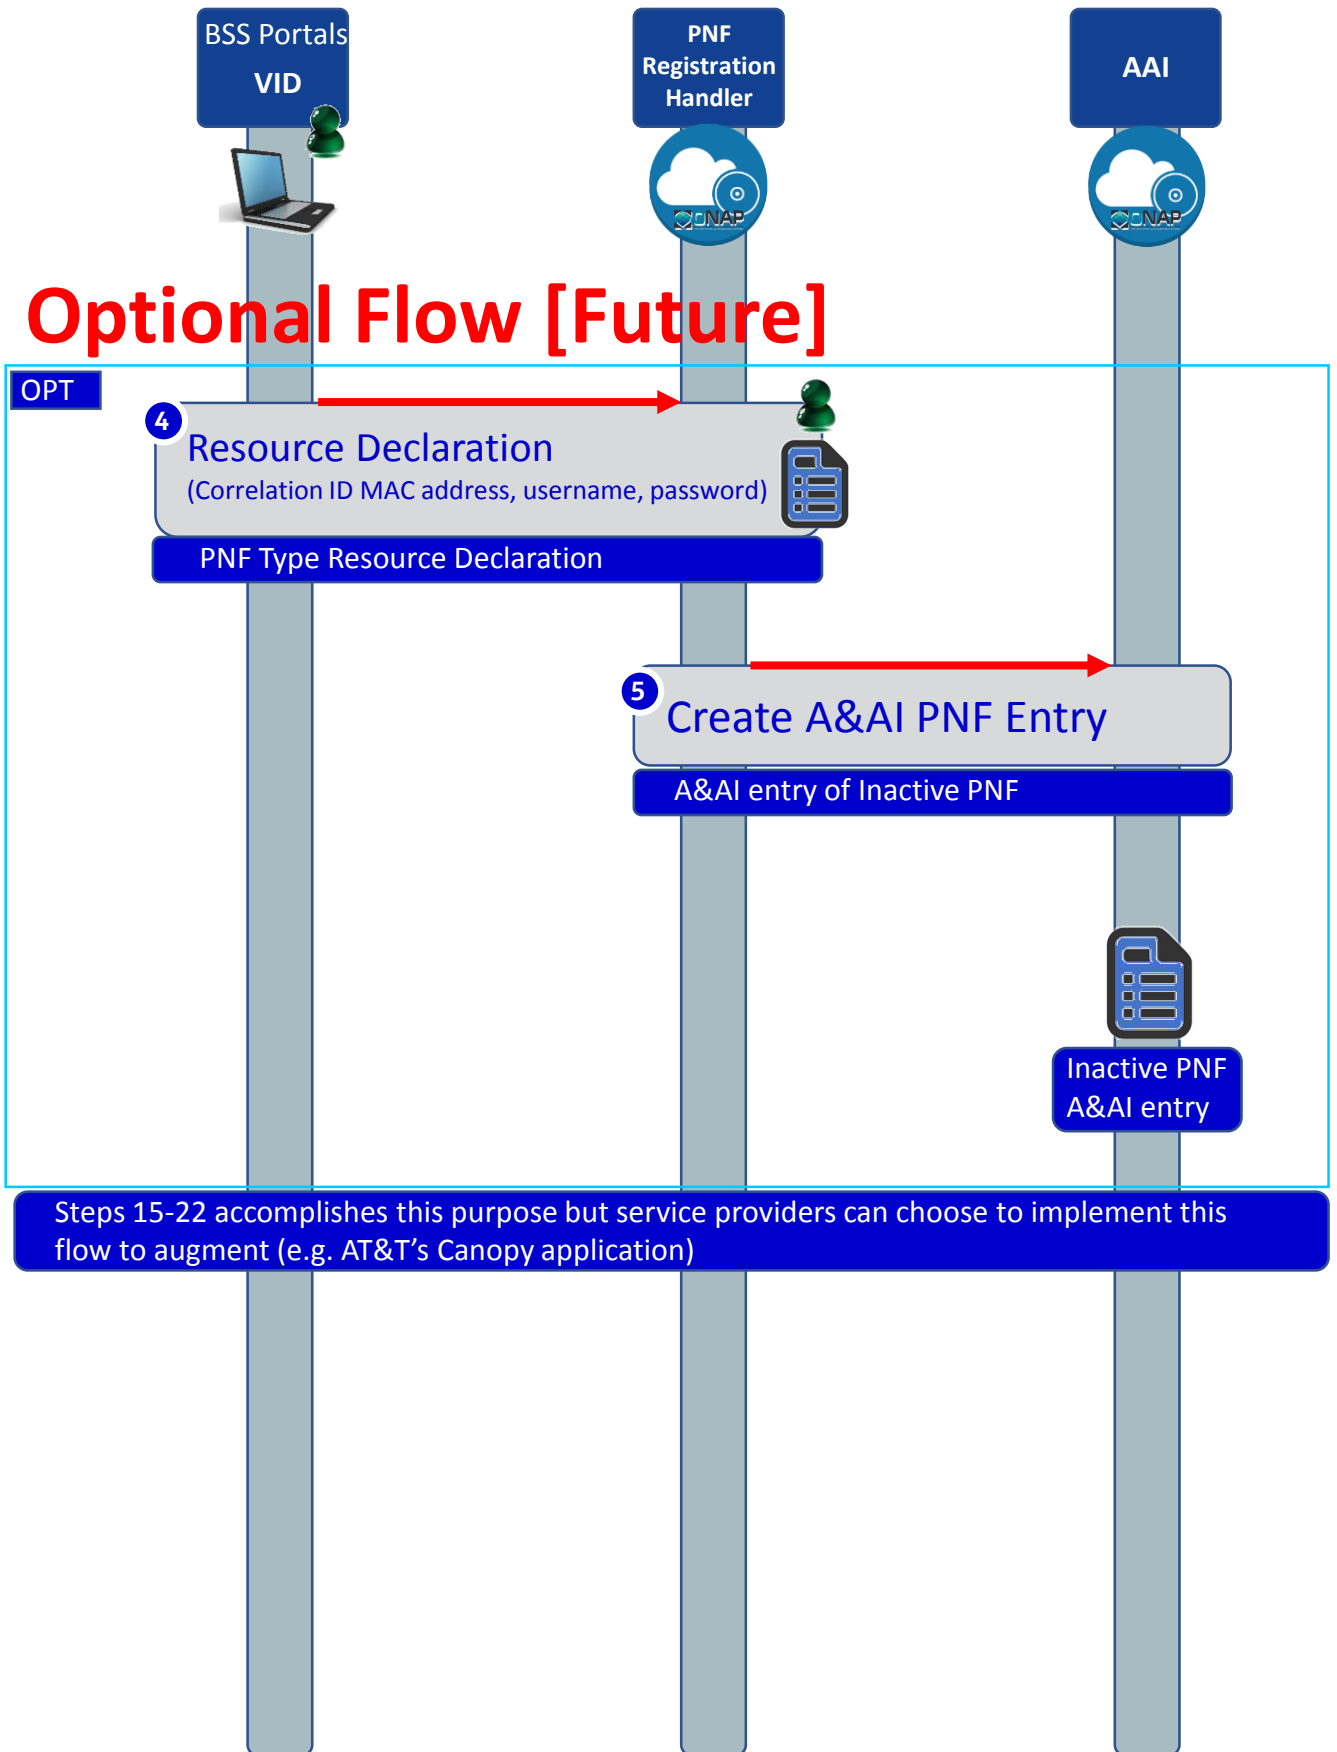 BSS Portals
VID
PNF
Registration
Handler
AAI
ONAP
ONAP
Optional Flow [Future]
OPT
4
Resource Declaration
(Correlation ID MAC address, username, password)
PNF Type Resource Declaration
5
Create A&AI PNF Entry
A&AI entry of Inactive PNF
Inactive PNF
A&AI entry
Steps 15-22 accomplishes this purpose but service providers can choose to implement this
flow to augment (e.g. AT&T’s Canopy application)